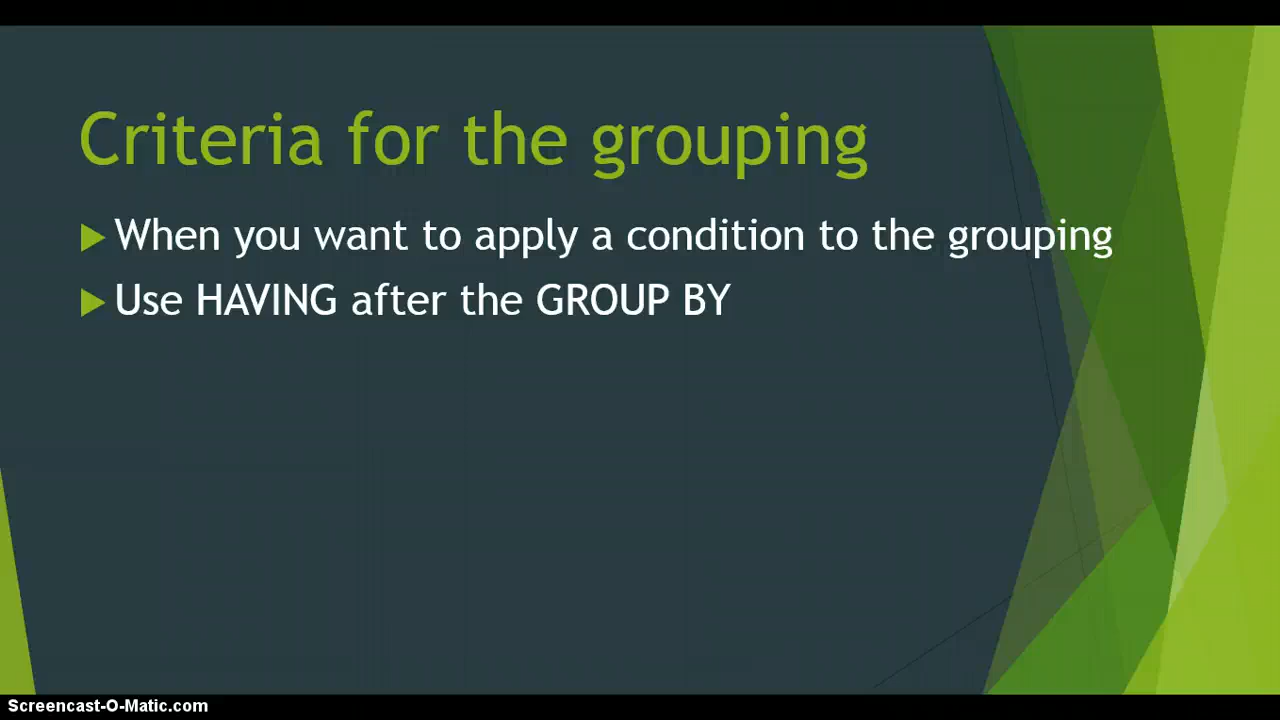 Criteria for the grouping
When you want to apply a condition to the grouping
Use HAVING after the GROUP BY
Screencast-O-Matic.com